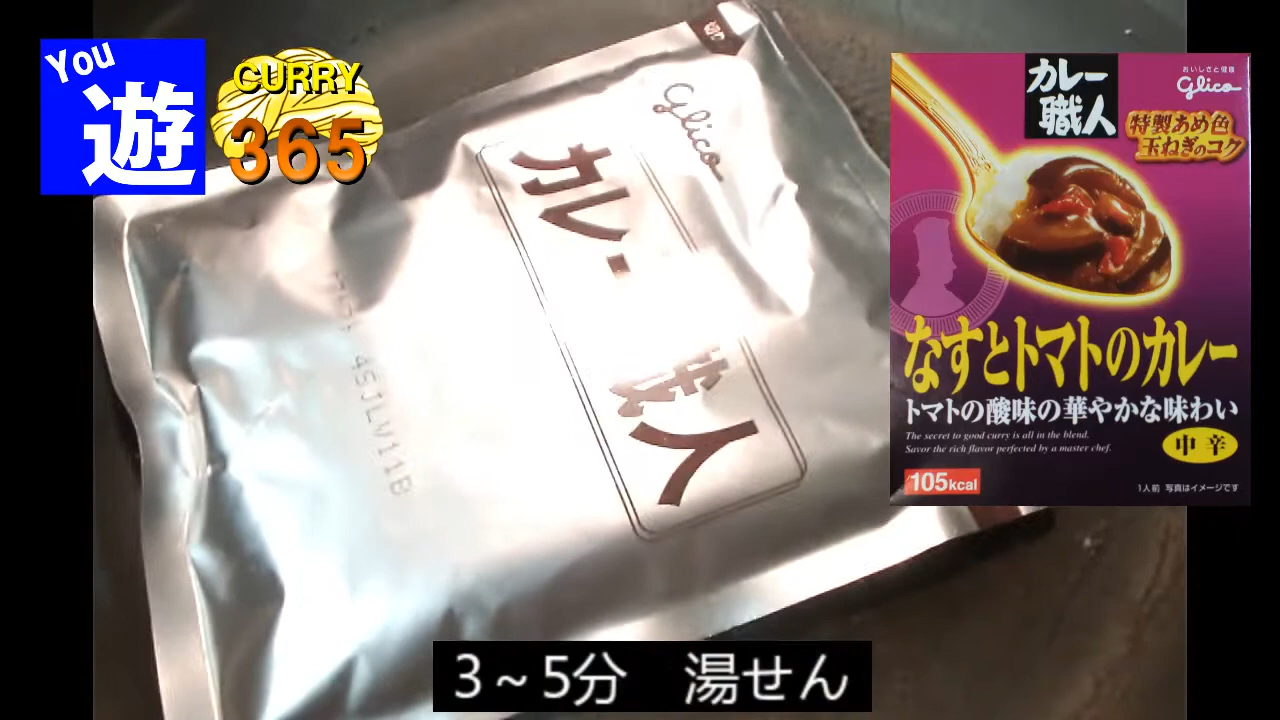 You
遊
CURRY
365
切口
glico
カレー
職人
4SJLV11B
カレー
職人
おいしさと健康
glico
特製あめ色
玉ねぎのコク
なすとトマトのカレー
トマトの酸味の華やかな味わい
The secret to good curry is all in the blend.
Savor the rich flavor perfected by a master chef.
中辛
105kcal
1人前 写真はイメージです
3～5分 湯せん